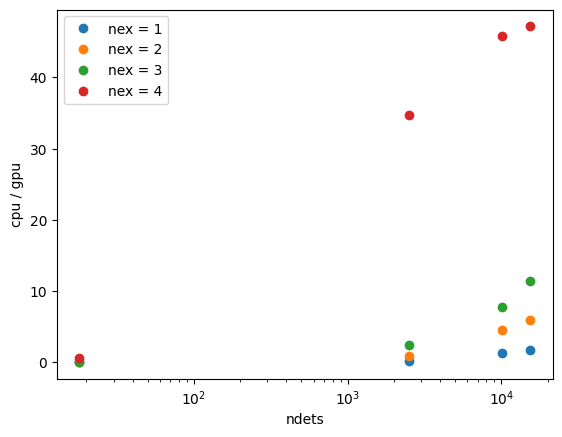 nex = 1
nex = 2
nex = 3
nex = 4
40
30
20
10
0
cpu / gpu
10²
10³
10⁴
ndets